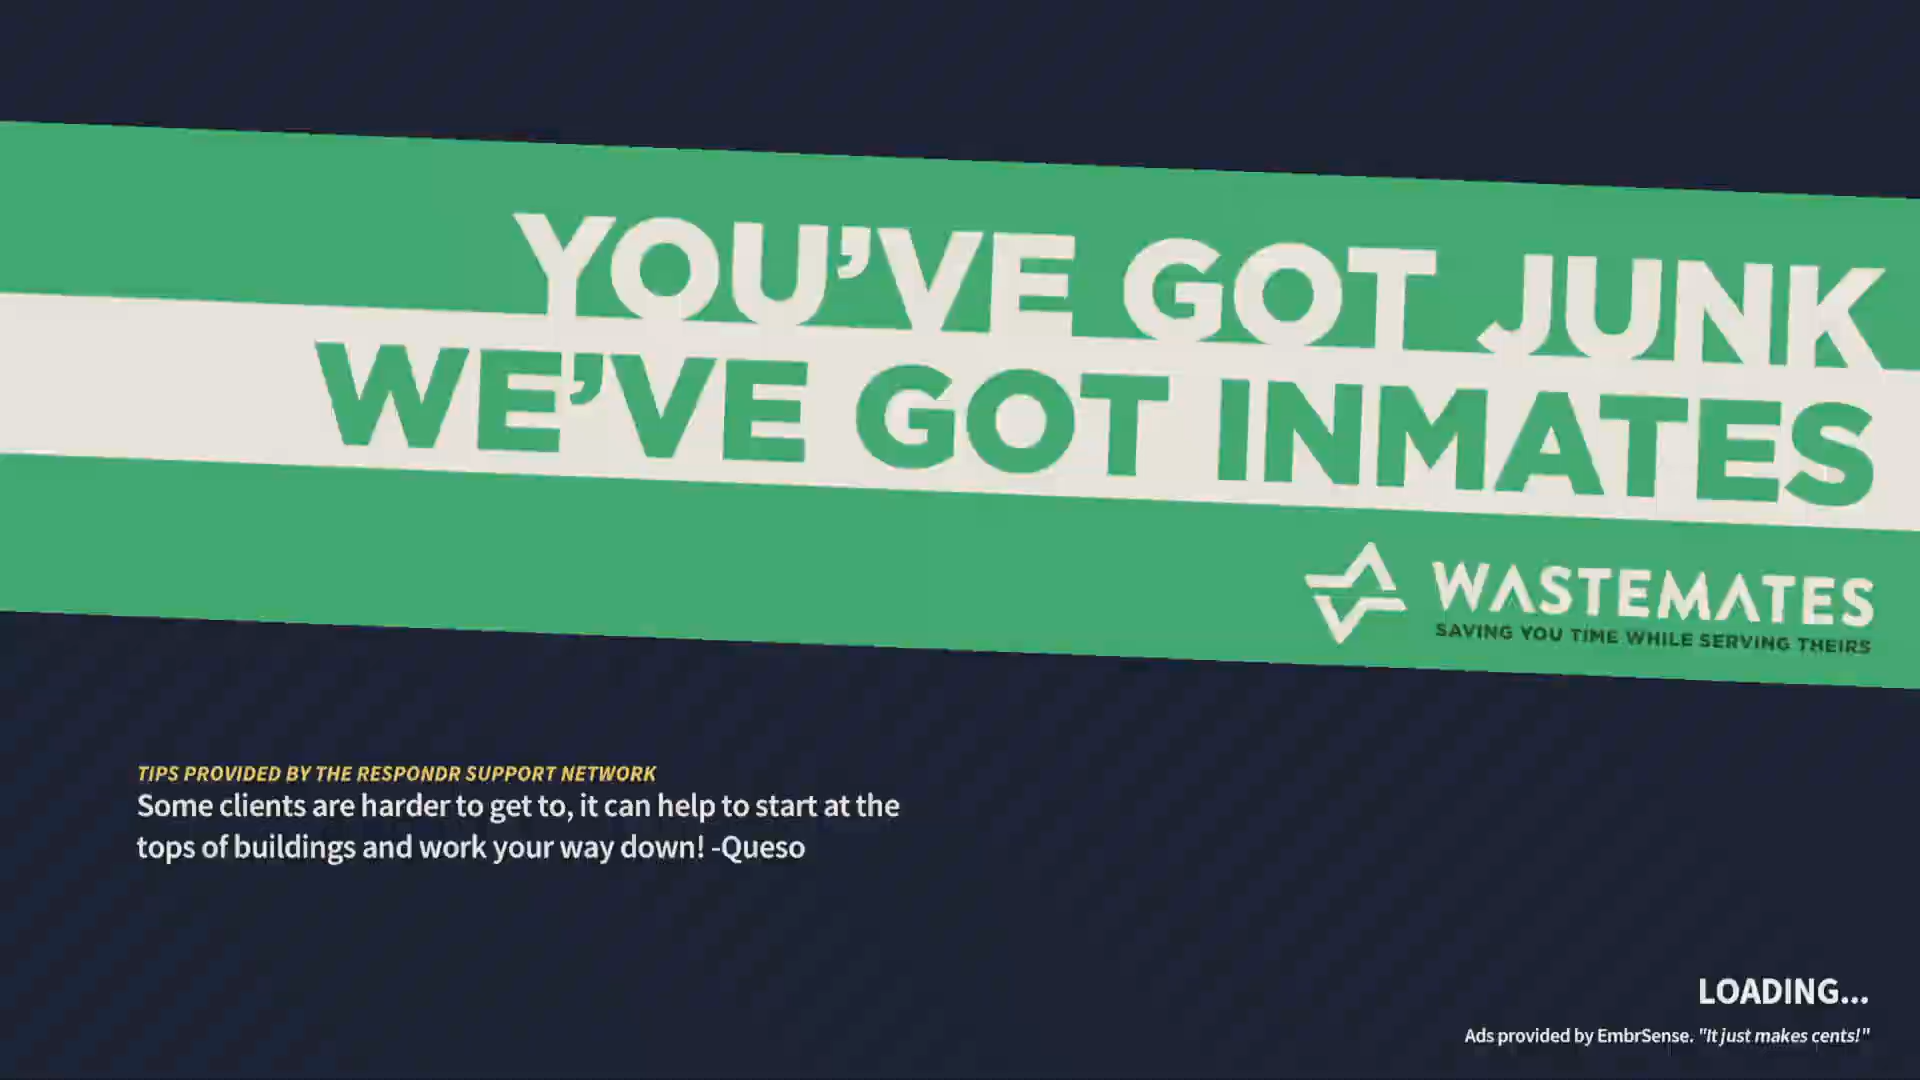 YOU'VE GOT JUNK
WE'VE GOT INMATES
WASTEMATES
SAVING YOU TIME WHILE SERVING THEIRS
TIPS PROVIDED BY THE RESPONDR SUPPORT NETWORK
Some clients are harder to get to, it can help to start at the
tops of buildings and work your way down! -Queso
LOADING...
Ads provided by EmbrSense. "It just makes cents!"